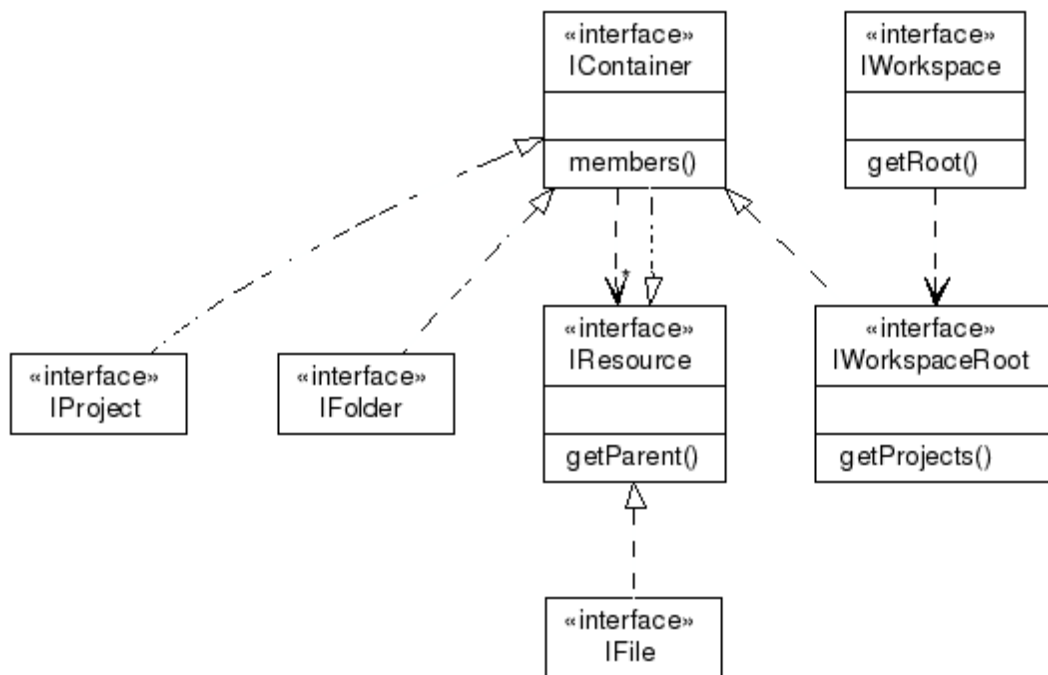 «interface»
IContainer
members()
«interface»
IWorkspace
getRoot()
*
«interface»
IProject
«interface»
IFolder
«interface»
IResource
getParent()
«interface»
IWorkspaceRoot
getProjects()
«interface»
IFile